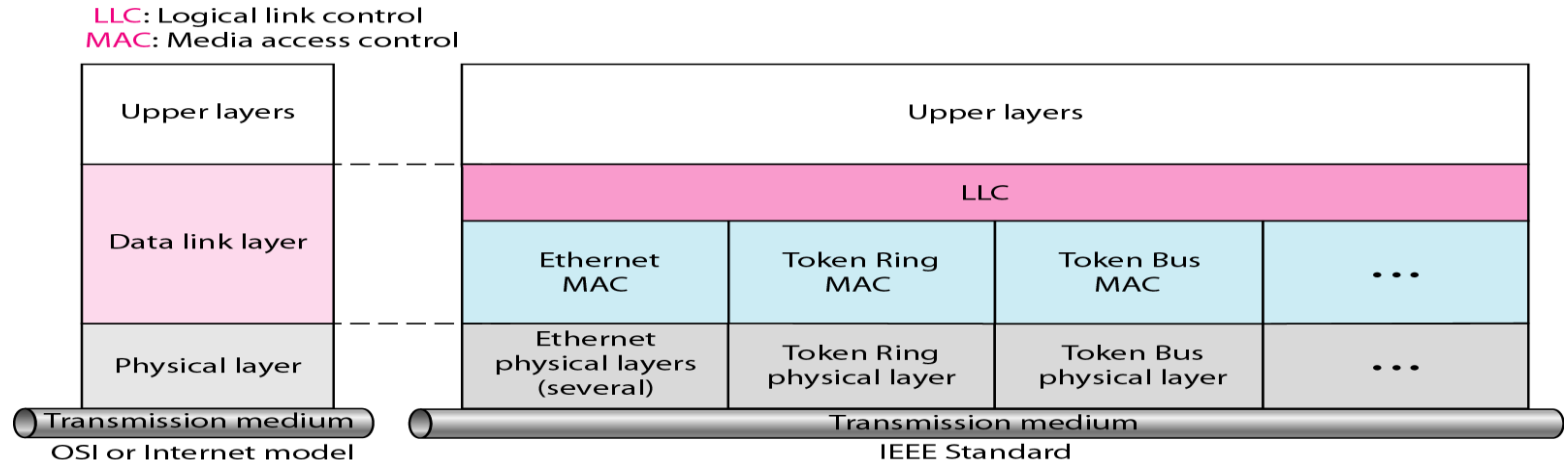 LLC: Logical link control
MAC: Media access control
Upper layers
Data link layer
Physical layer
Transmission medium
OSI or Internet model
Upper layers
LLC
Ethernet
MAC
Token Ring
MAC
Token Bus
MAC
• • •
Ethernet
physical layers
(several)
Token Ring
physical layer
Token Bus
physical layer
• • •
Transmission medium
IEEE Standard